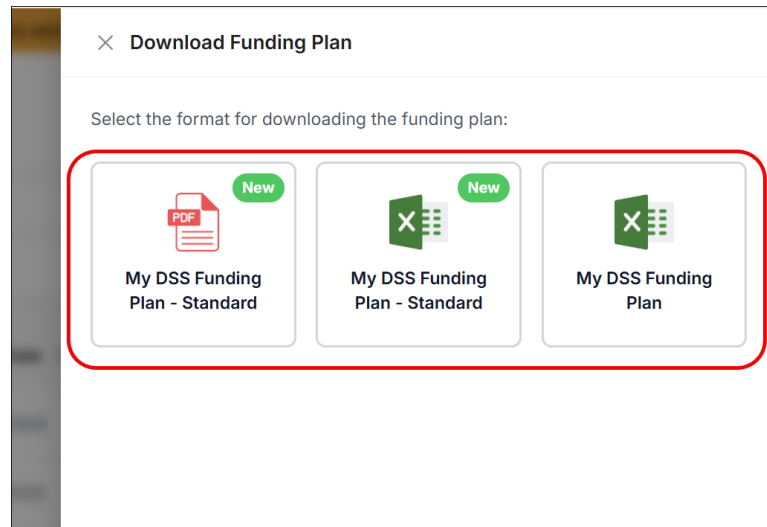 Download Funding Plan
Select the format for downloading the funding plan:
New
PDF
My DSS Funding
Plan - Standard
New
X
My DSS Funding
Plan - Standard
X
My DSS Funding
Plan